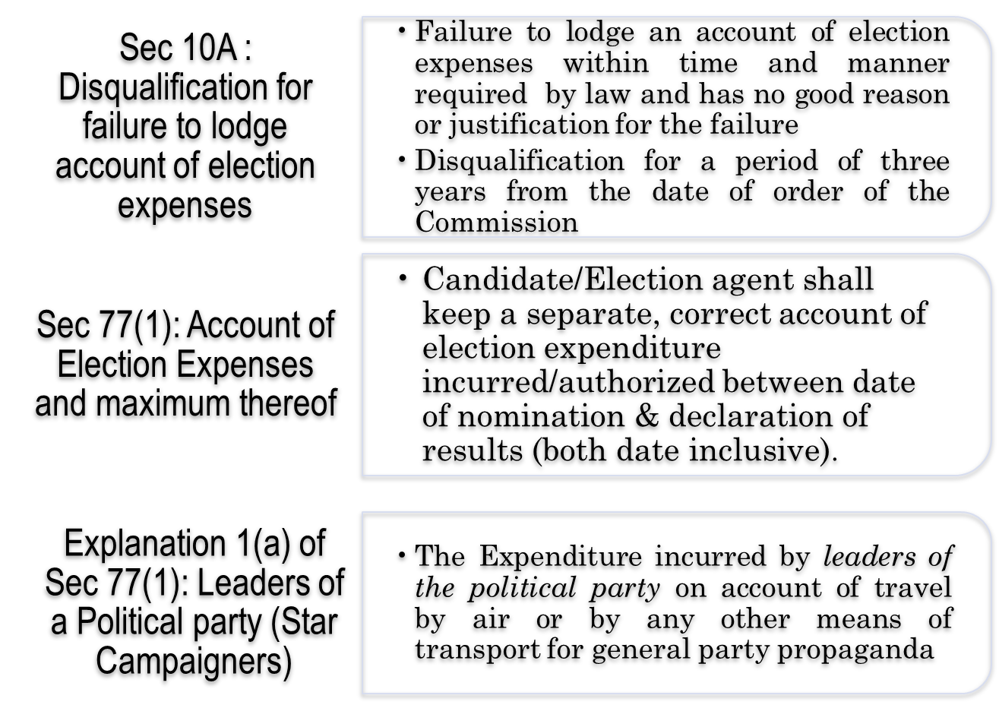 Sec 10A :
Disqualification for
failure to lodge
account of election
expenses
• Failure to lodge an account of election
expenses within time and manner
required by law and has no good reason
or justification for the failure
• Disqualification for a period of three
years from the date of order of the
Commission
Sec 77(1): Account of
Election Expenses
and maximum thereof
• Candidate/Election agent shall
keep a separate, correct account of
election expenditure
incurred/authorized between date
of nomination & declaration of
results (both date inclusive).
Explanation 1(a) of
Sec 77(1): Leaders of
a Political party (Star
Campaigners)
• The Expenditure incurred by leaders of
the political party on account of travel
by air or by any other means of
transport for general party propaganda